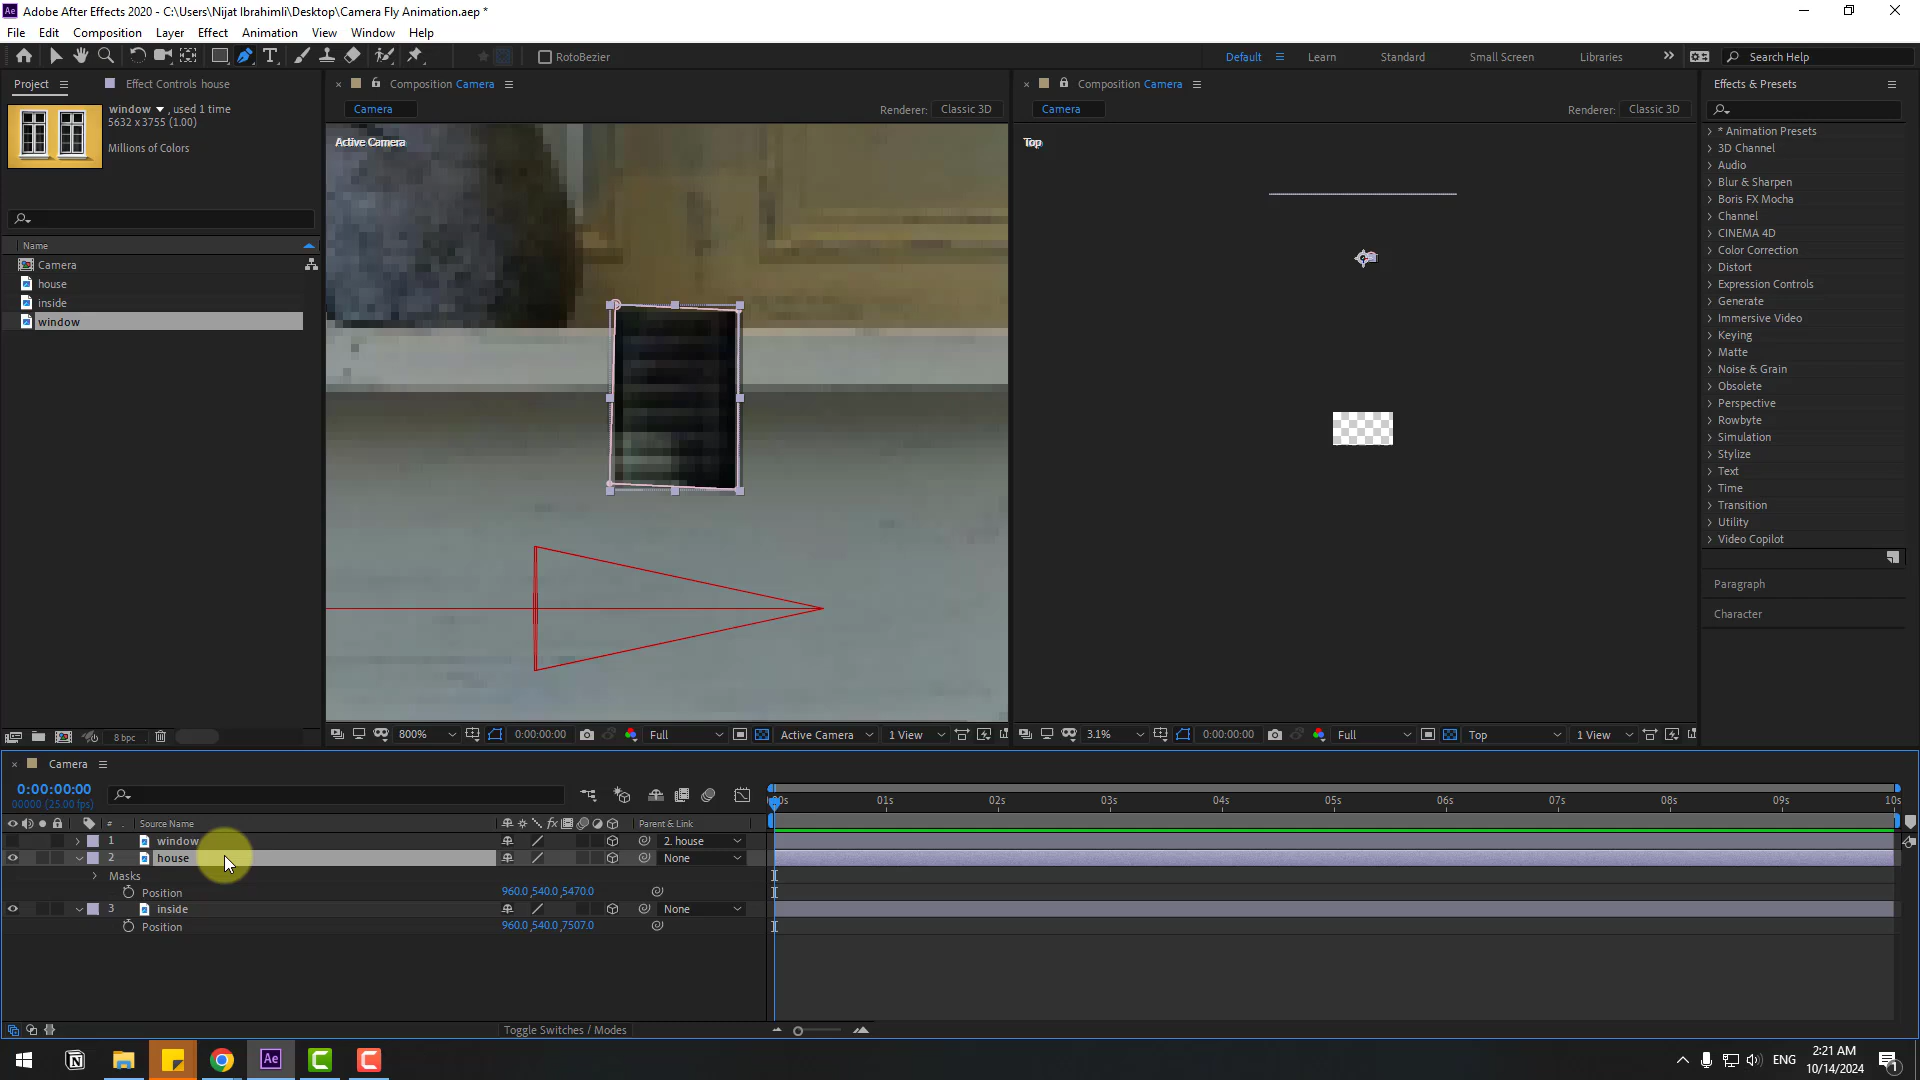 Adobe After Effects 2020 - C:\Users\Nijat Ibrahimli\Desktop\Camera Fly Animation.aep *
File Edit Composition Layer Effect Animation View Window Help
RotoBezier
Default Learn Standard Small Screen Libraries Search Help
Project Effect Controls house
window , used 1 time
5632 x 3755 (1.00)
Millions of Colors
Name
Camera
house
inside
window
8 bpc
Composition Camera
Camera
Renderer: Classic 3D
Active Camera
800% 0:00:00:00 Full Active Camera 1 View
Composition Camera
Camera
Renderer: Classic 3D
Top
3.1% 0:00:00:00 Full Top 1 View
Effects & Presets
* Animation Presets
3D Channel
Audio
Blur & Sharpen
Boris FX Mocha
Channel
CINEMA 4D
Color Correction
Distort
Expression Controls
Generate
Immersive Video
Keying
Matte
Noise & Grain
Obsolete
Perspective
Rowbyte
Simulation
Stylize
Text
Time
Transition
Utility
Video Copilot
Paragraph
Character
Camera
0:00:00:00
00000 (25.00 fps)
# Source Name fx Parent & Link
1 window 2. house
2 house None
Masks
Position 960.0,540.0,5470.0
3 inside None
Position 960.0,540.0,7507.0
:00s 01s 02s 03s 04s 05s 06s 07s 08s 09s 10s
Toggle Switches / Modes
Ae
ENG
2:21 AM
10/14/2024
1